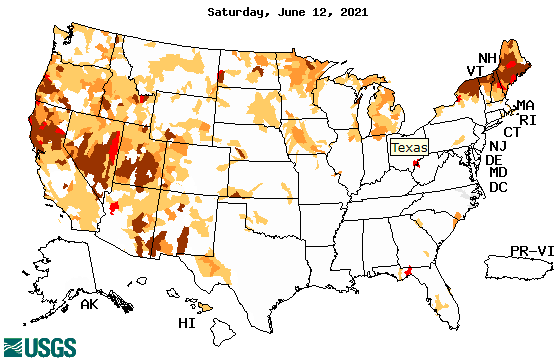 Saturday, June 12, 2021
NH
VT
MA
RI
CT
Texas
NJ
DE
MD
DC
PR-VI
AK
HI
USGS